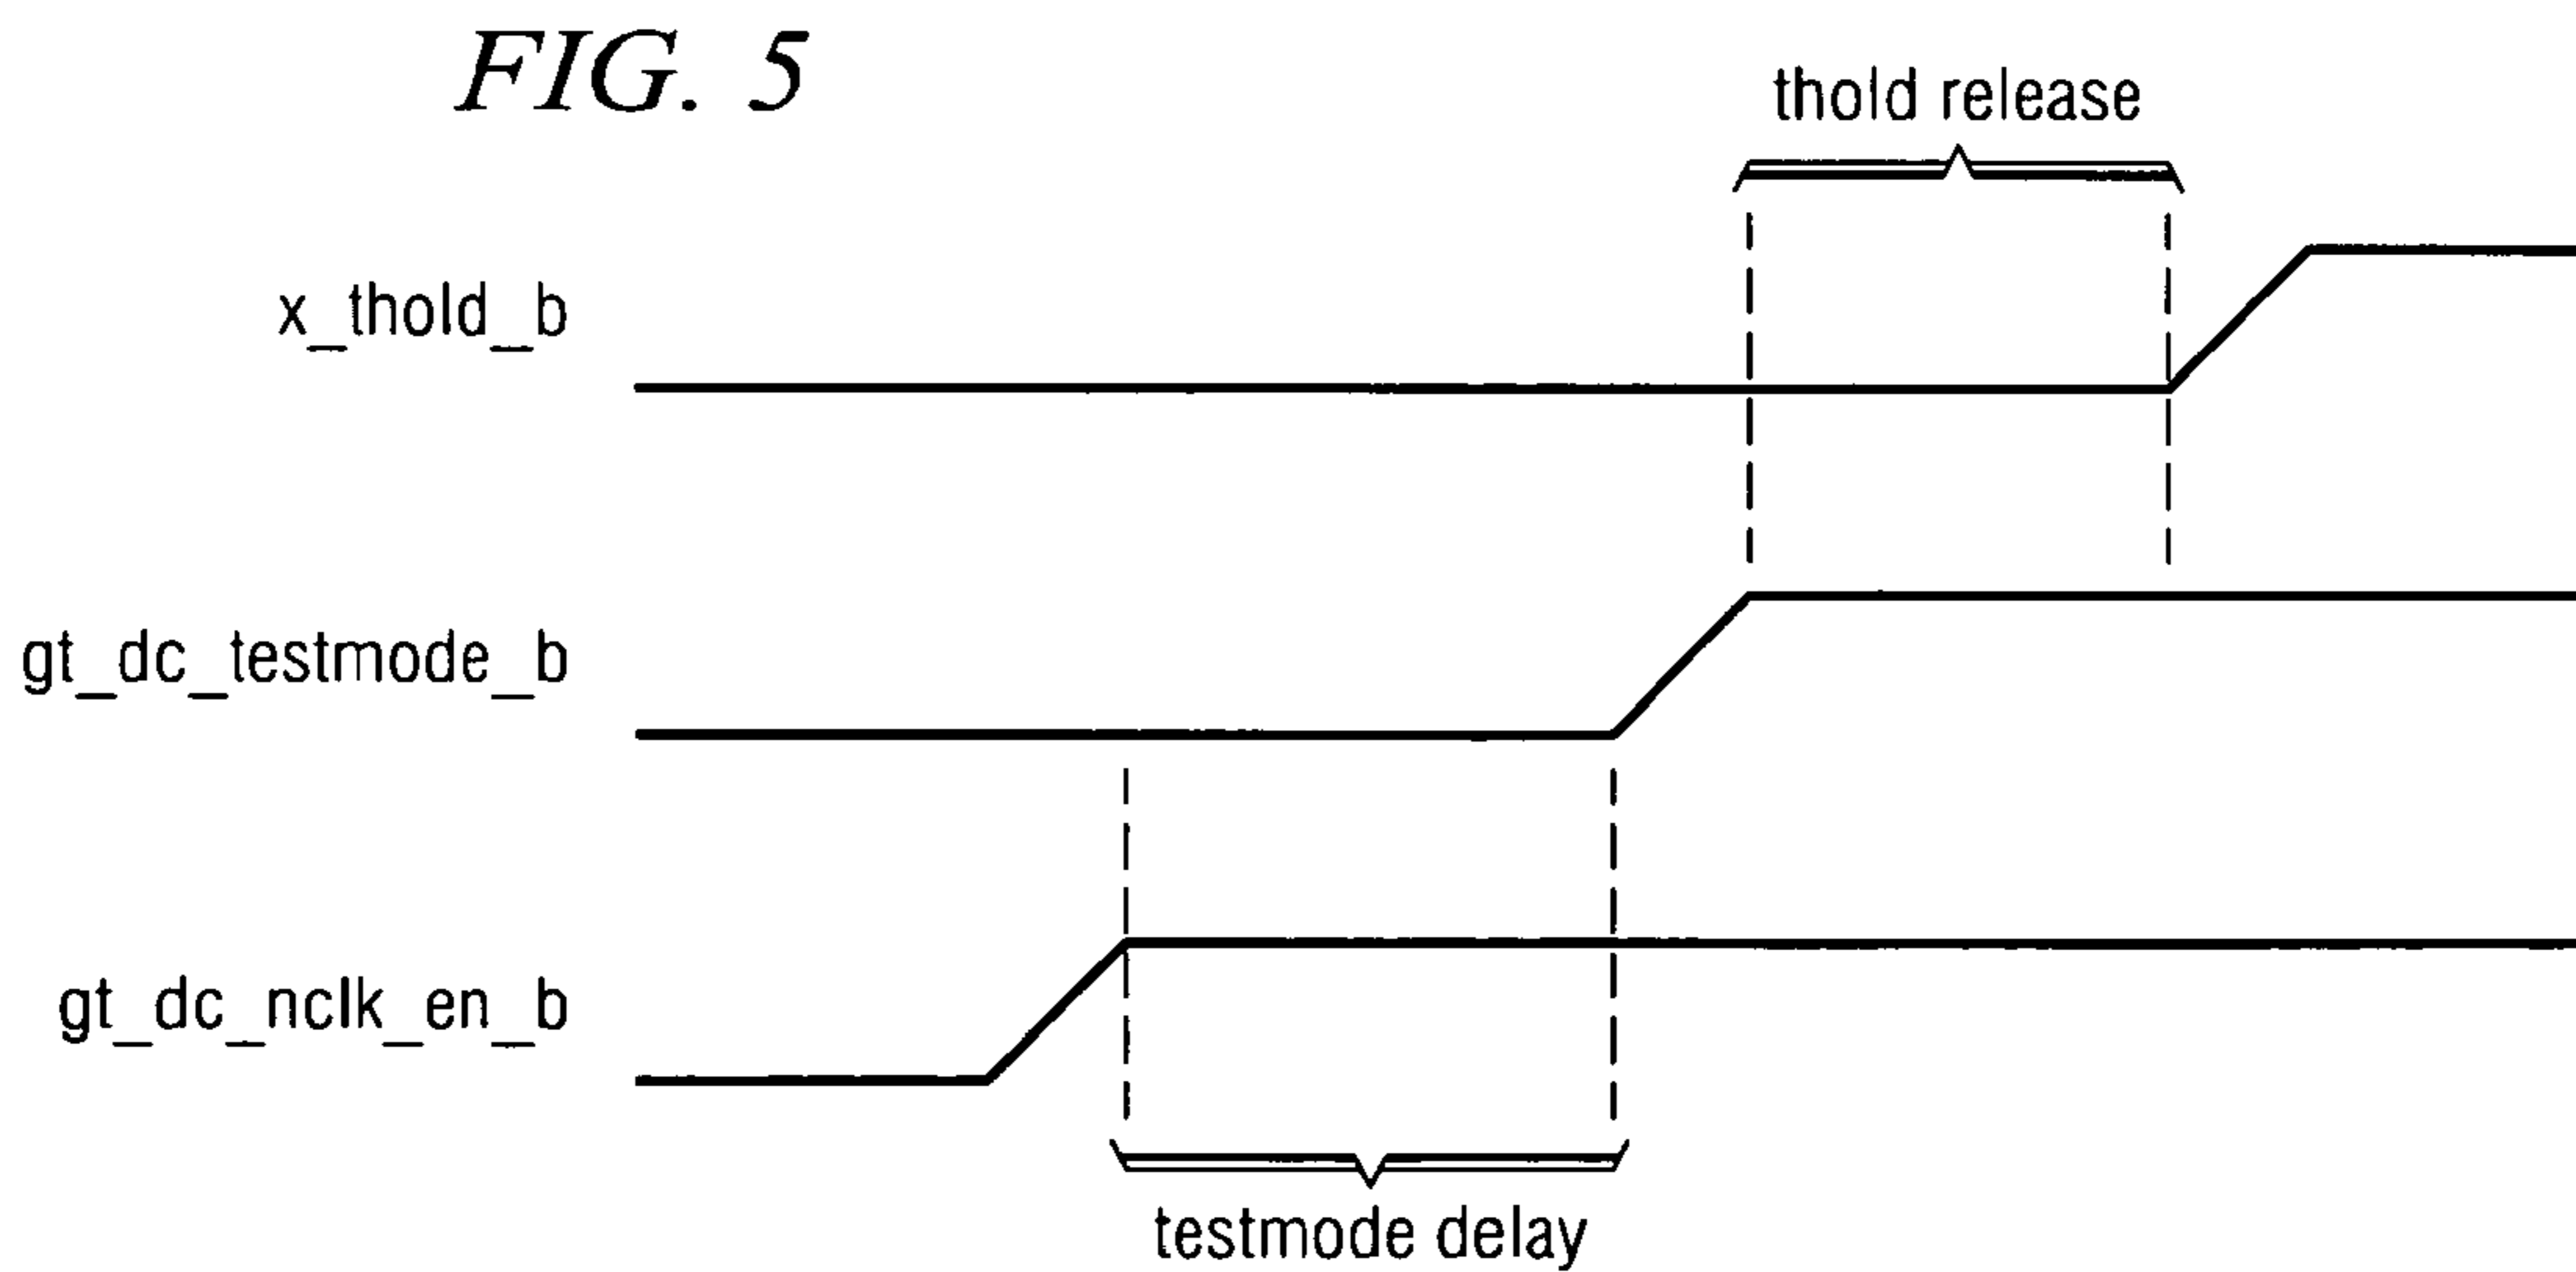 FIG. 5
thold release
x_thold_b
gt_dc_testmode_b
gt_dc_nclk_en_b
testmode delay